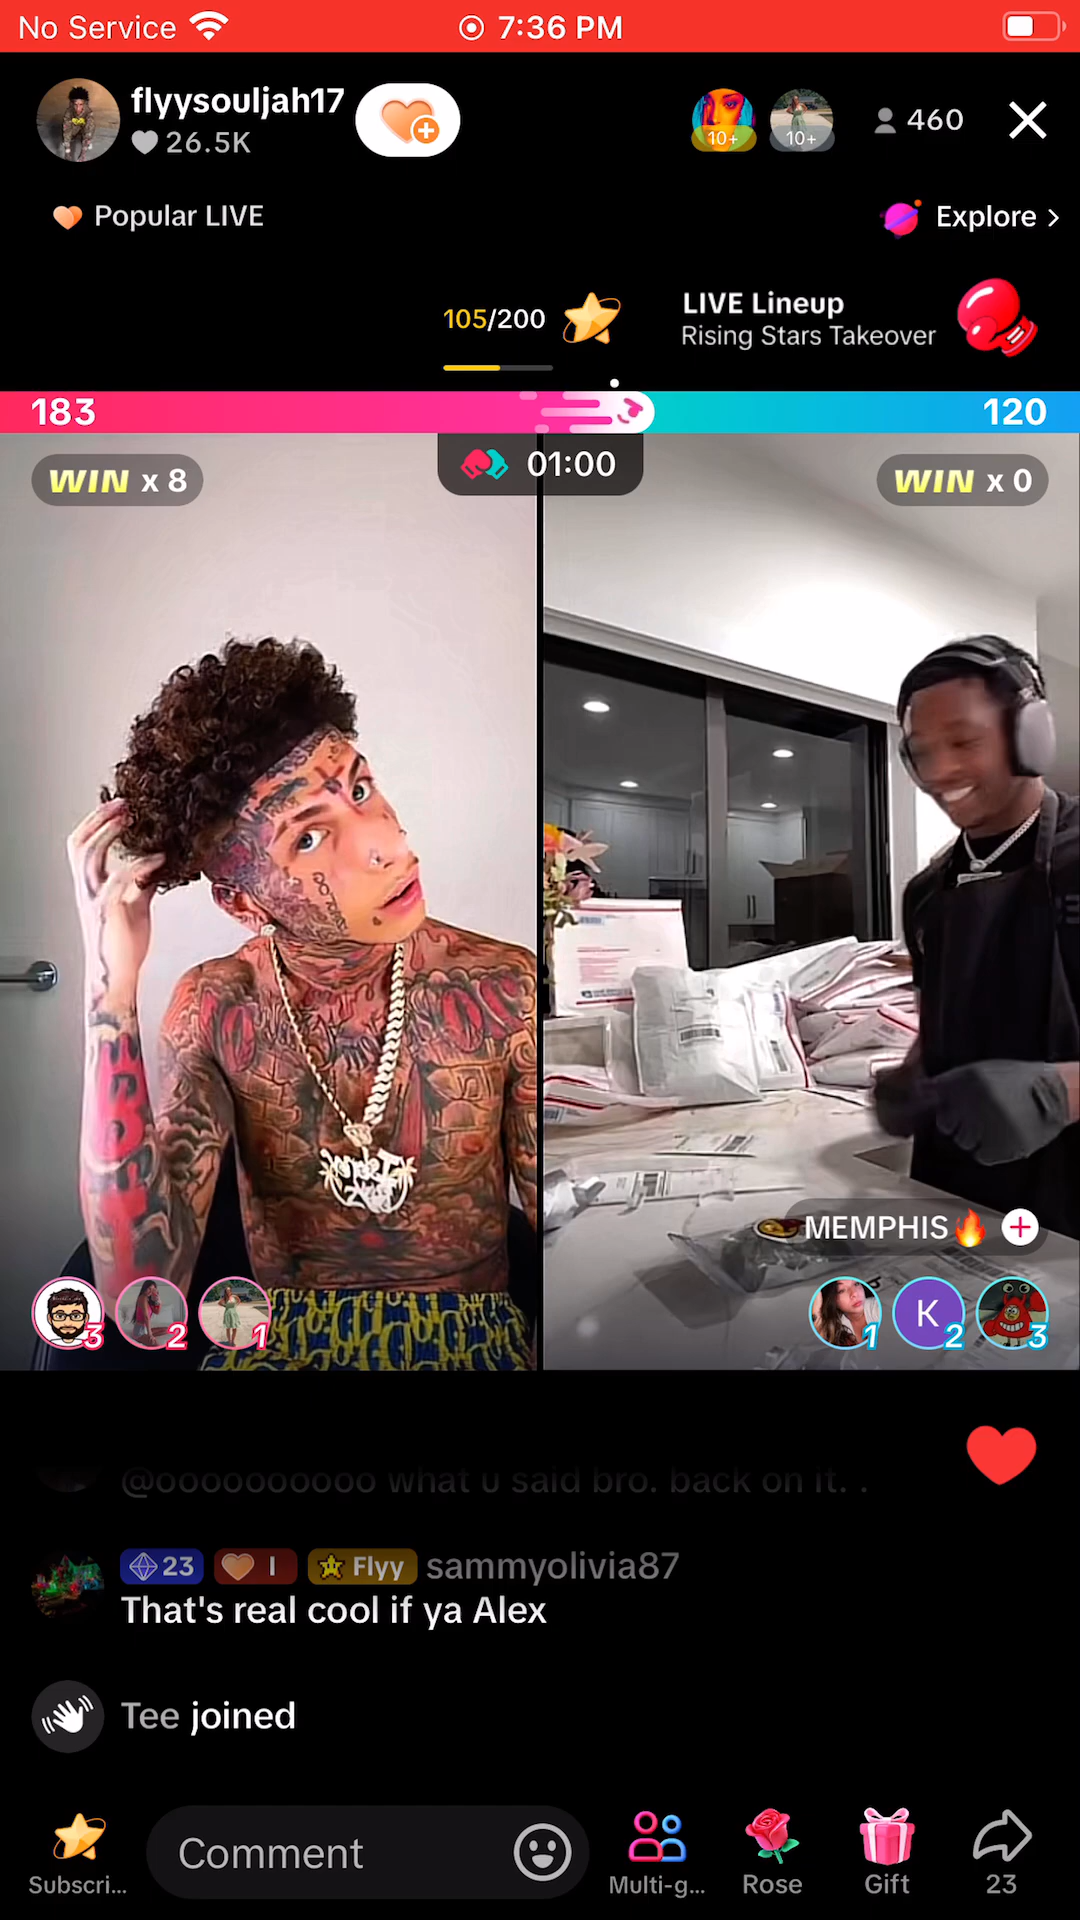 No Service 7:36 PM
flyysouljah17
26.5K
10+ 10+ 460
Popular LIVE
Explore >
105/200
LIVE Lineup
Rising Stars Takeover
183 120
WIN x 8
01:00
WIN x 0
MEMPHIS🔥 +
3 2 1
1 K 2 3
@oooooooooo what u said bro. back on it. .
23 I Flyy sammyolivia87
That's real cool if ya Alex
Tee joined
Comment
Subscri... Multi-g... Rose Gift 23